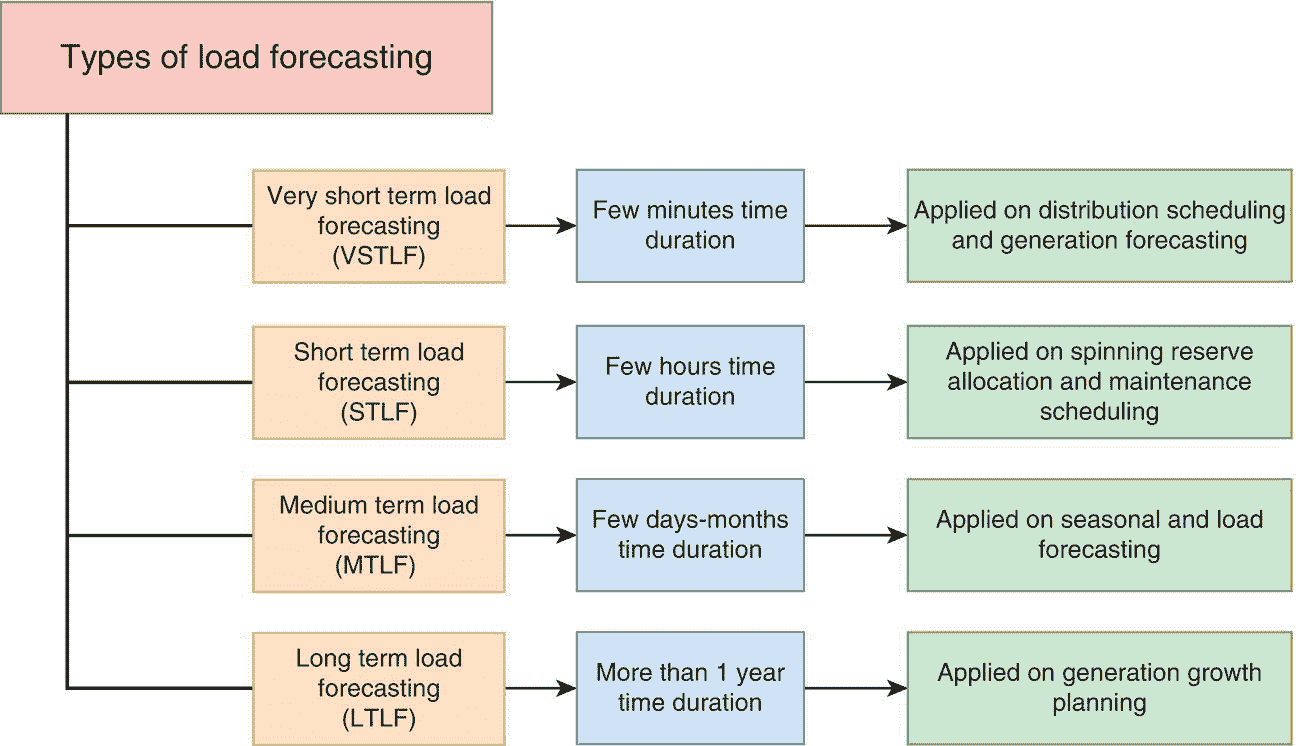 Types of load forecasting
Very short term load
forecasting
(VSTLF)
Few minutes time
duration
Applied on distribution scheduling
and generation forecasting
Short term load
forecasting
(STLF)
Few hours time
duration
Applied on spinning reserve
allocation and maintenance
scheduling
Medium term load
forecasting
(MTLF)
Few days-months
time duration
Applied on seasonal and load
forecasting
Long term load
forecasting
(LTLF)
More than 1 year
time duration
Applied on generation growth
planning